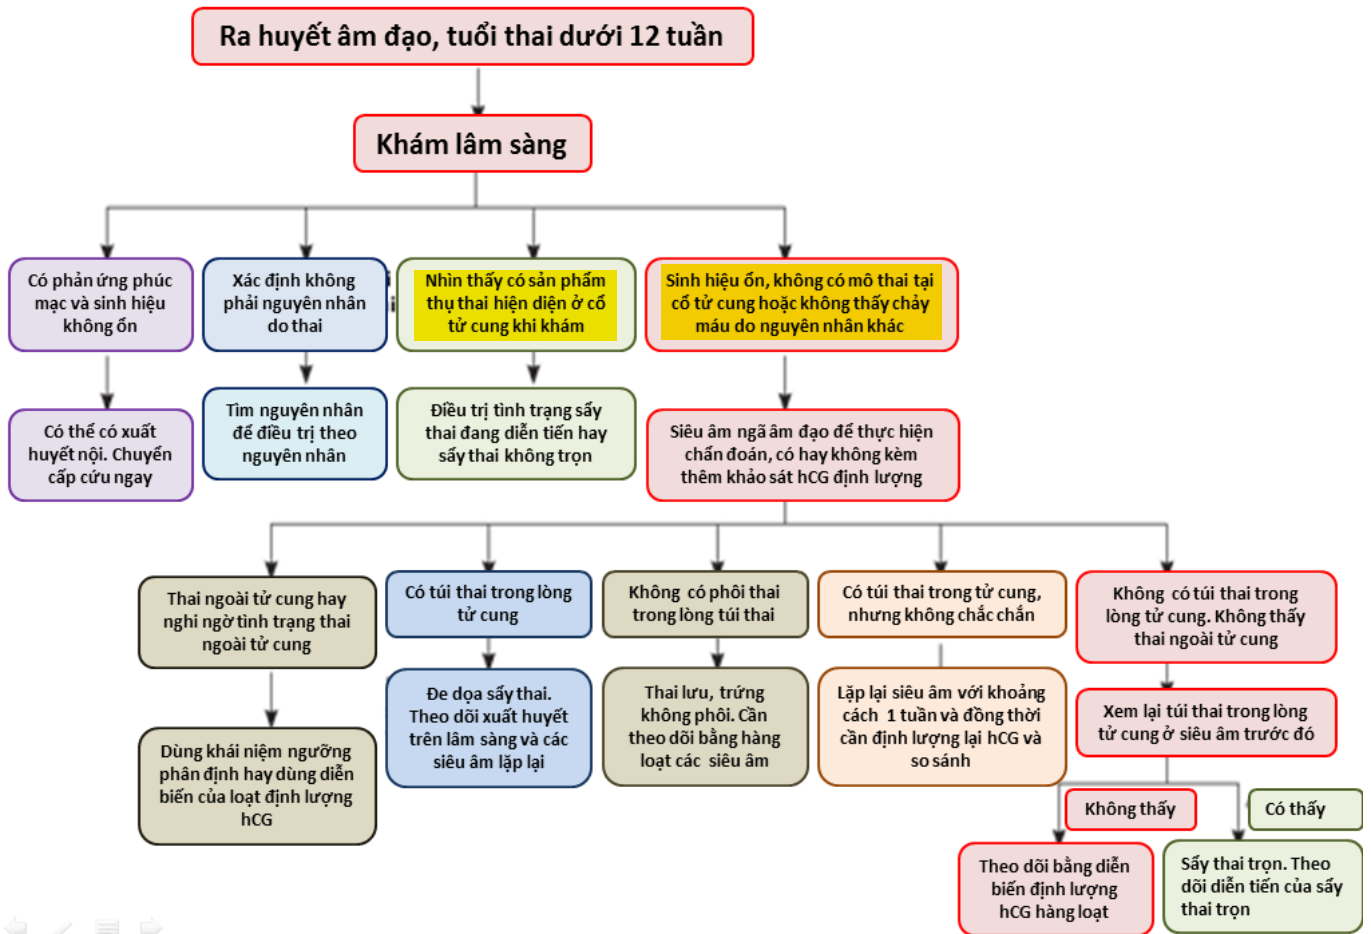 Ra huyết âm đạo, tuổi thai dưới 12 tuần
Khám lâm sàng
Có phản ứng phúc
mạc và sinh hiệu
không ổn
Xác định không
phải nguyên nhân
do thai
Nhìn thấy có sản phẩm
thụ thai hiện diện ở cổ
tử cung khi khám
Sinh hiệu ổn, không có mô thai tại
cổ tử cung hoặc không thấy chảy
máu do nguyên nhân khác
Có thể có xuất
huyết nội. Chuyển
cấp cứu ngay
Tìm nguyên nhân
để điều trị theo
nguyên nhân
Điều trị tình trạng sẩy
thai đang diễn tiến hay
sẩy thai không trọn
Siêu âm ngã âm đạo để thực hiện
chẩn đoán, có hay không kèm
thêm khảo sát hCG định lượng
Thai ngoài tử cung hay
nghi ngờ tình trạng thai
ngoài tử cung
Có túi thai trong lòng
tử cung
Không có phôi thai
trong lòng túi thai
Có túi thai trong tử cung,
nhưng không chắc chắn
Không có túi thai trong
lòng tử cung. Không thấy
thai ngoài tử cung
Dùng khái niệm ngưỡng
phân định hay dùng diễn
biến của loạt định lượng
hCG
Đe dọa sẩy thai.
Theo dõi xuất huyết
trên lâm sàng và các
siêu âm lặp lại
Thai lưu, trứng
không phôi. Cần
theo dõi bằng hàng
loạt các siêu âm
Lặp lại siêu âm với khoảng
cách 1 tuần và đồng thời
cần định lượng lại hCG và
so sánh
Xem lại túi thai trong lòng
tử cung ở siêu âm trước đó
Không thấy
Có thấy
Theo dõi bằng diễn
biến định lượng
hCG hàng loạt
Sẩy thai trọn. Theo
dõi diễn tiến của sẩy
thai trọn